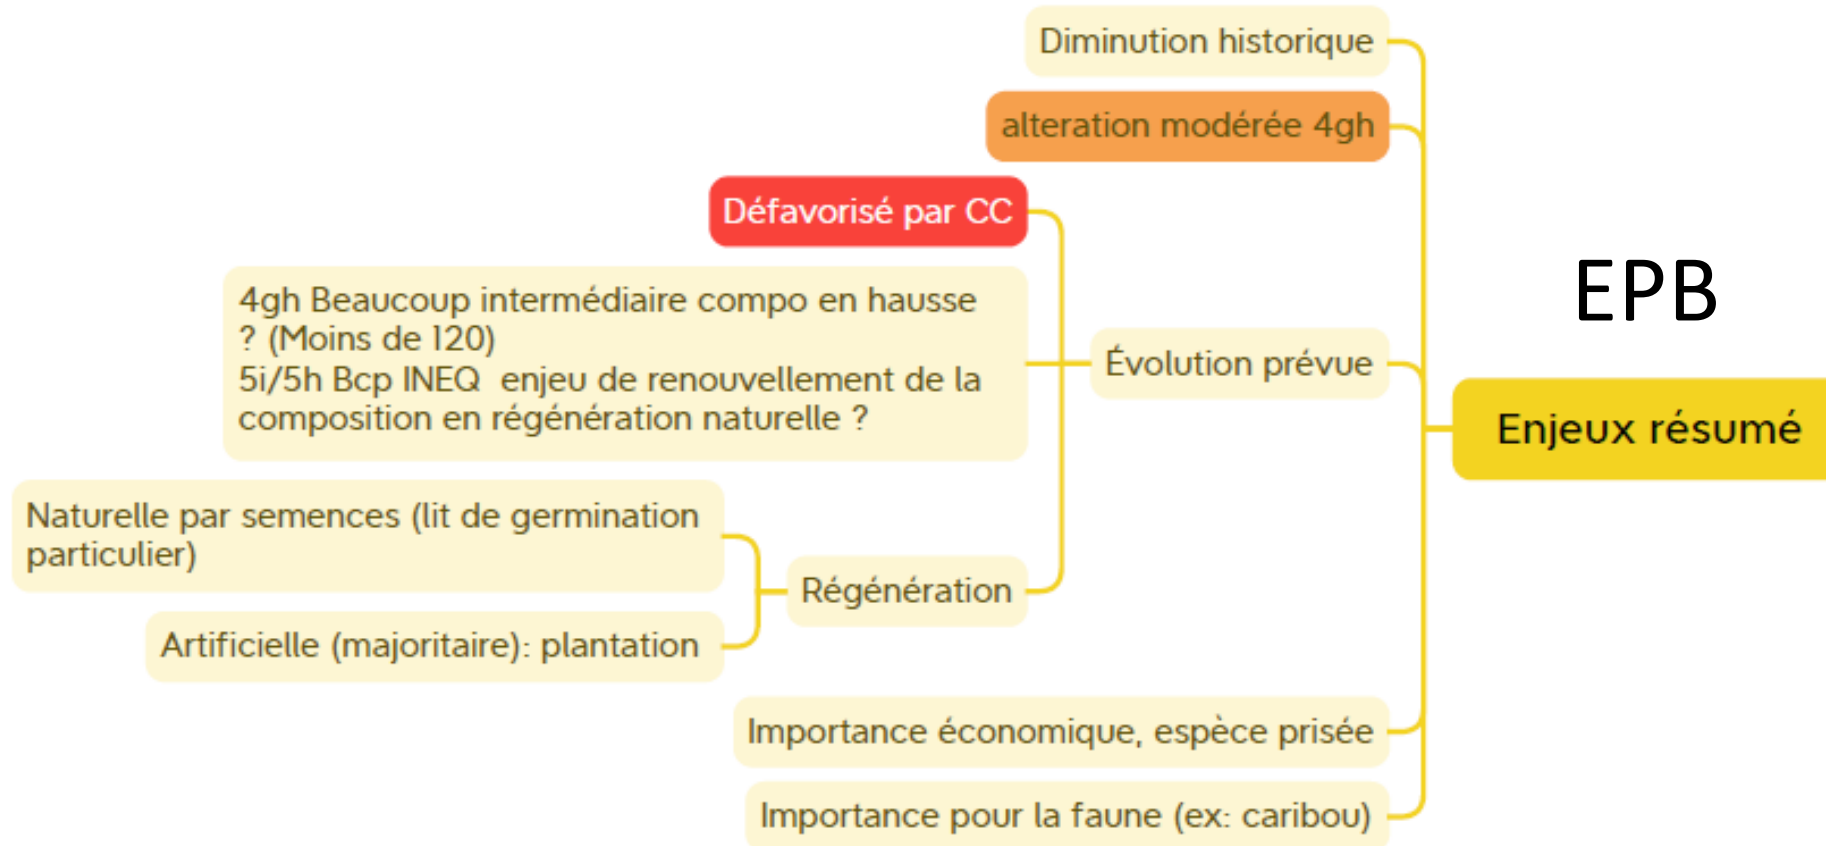 Diminution historique
alteration modérée 4gh
Défavorisé par CC
4gh Beaucoup intermédiaire compo en hausse
? (Moins de 120)
5i/5h Bcp INEQ  enjeu de renouvellement de la
composition en régénération naturelle ?
Évolution prévue
Naturelle par semences (lit de germination
particulier)
Régénération
Artificielle (majoritaire): plantation
Importance économique, espèce prisée
Importance pour la faune (ex: caribou)
EPB
Enjeux résumé